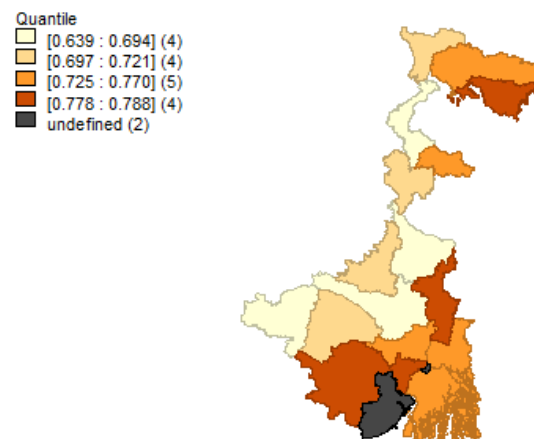 Quantile
[0.639 : 0.694] (4)
[0.697 : 0.721] (4)
[0.725 : 0.770] (5)
[0.778 : 0.788] (4)
undefined (2)